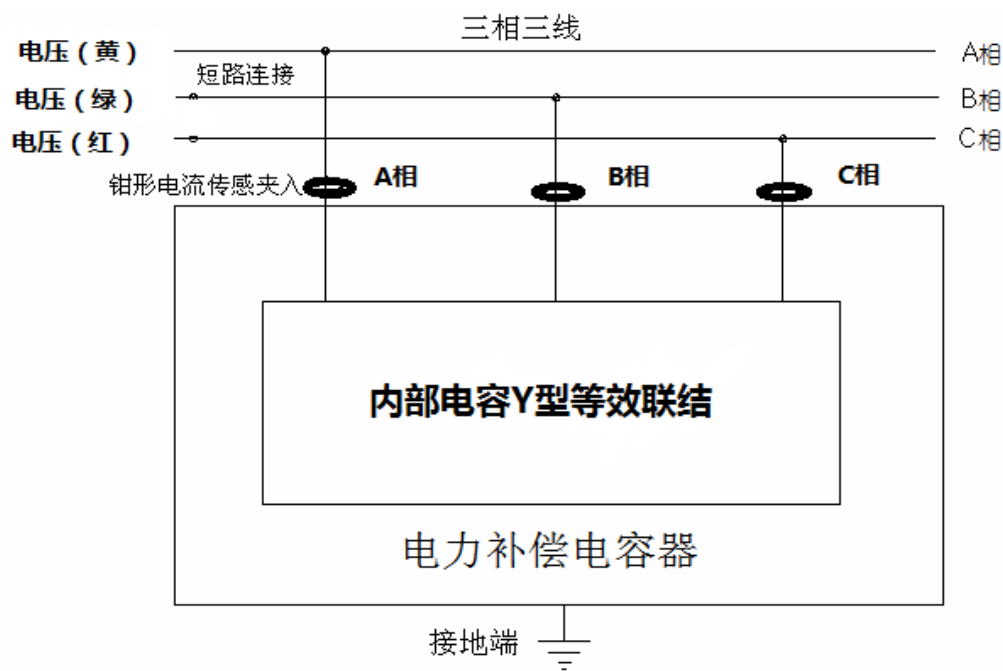 三相三线
电压（黄）
A相
短路连接
电压（绿）
B相
电压（红）
C相
钳形电流传感夹入
A相
B相
C相
内部电容Y型等效联结
电力补偿电容器
接地端